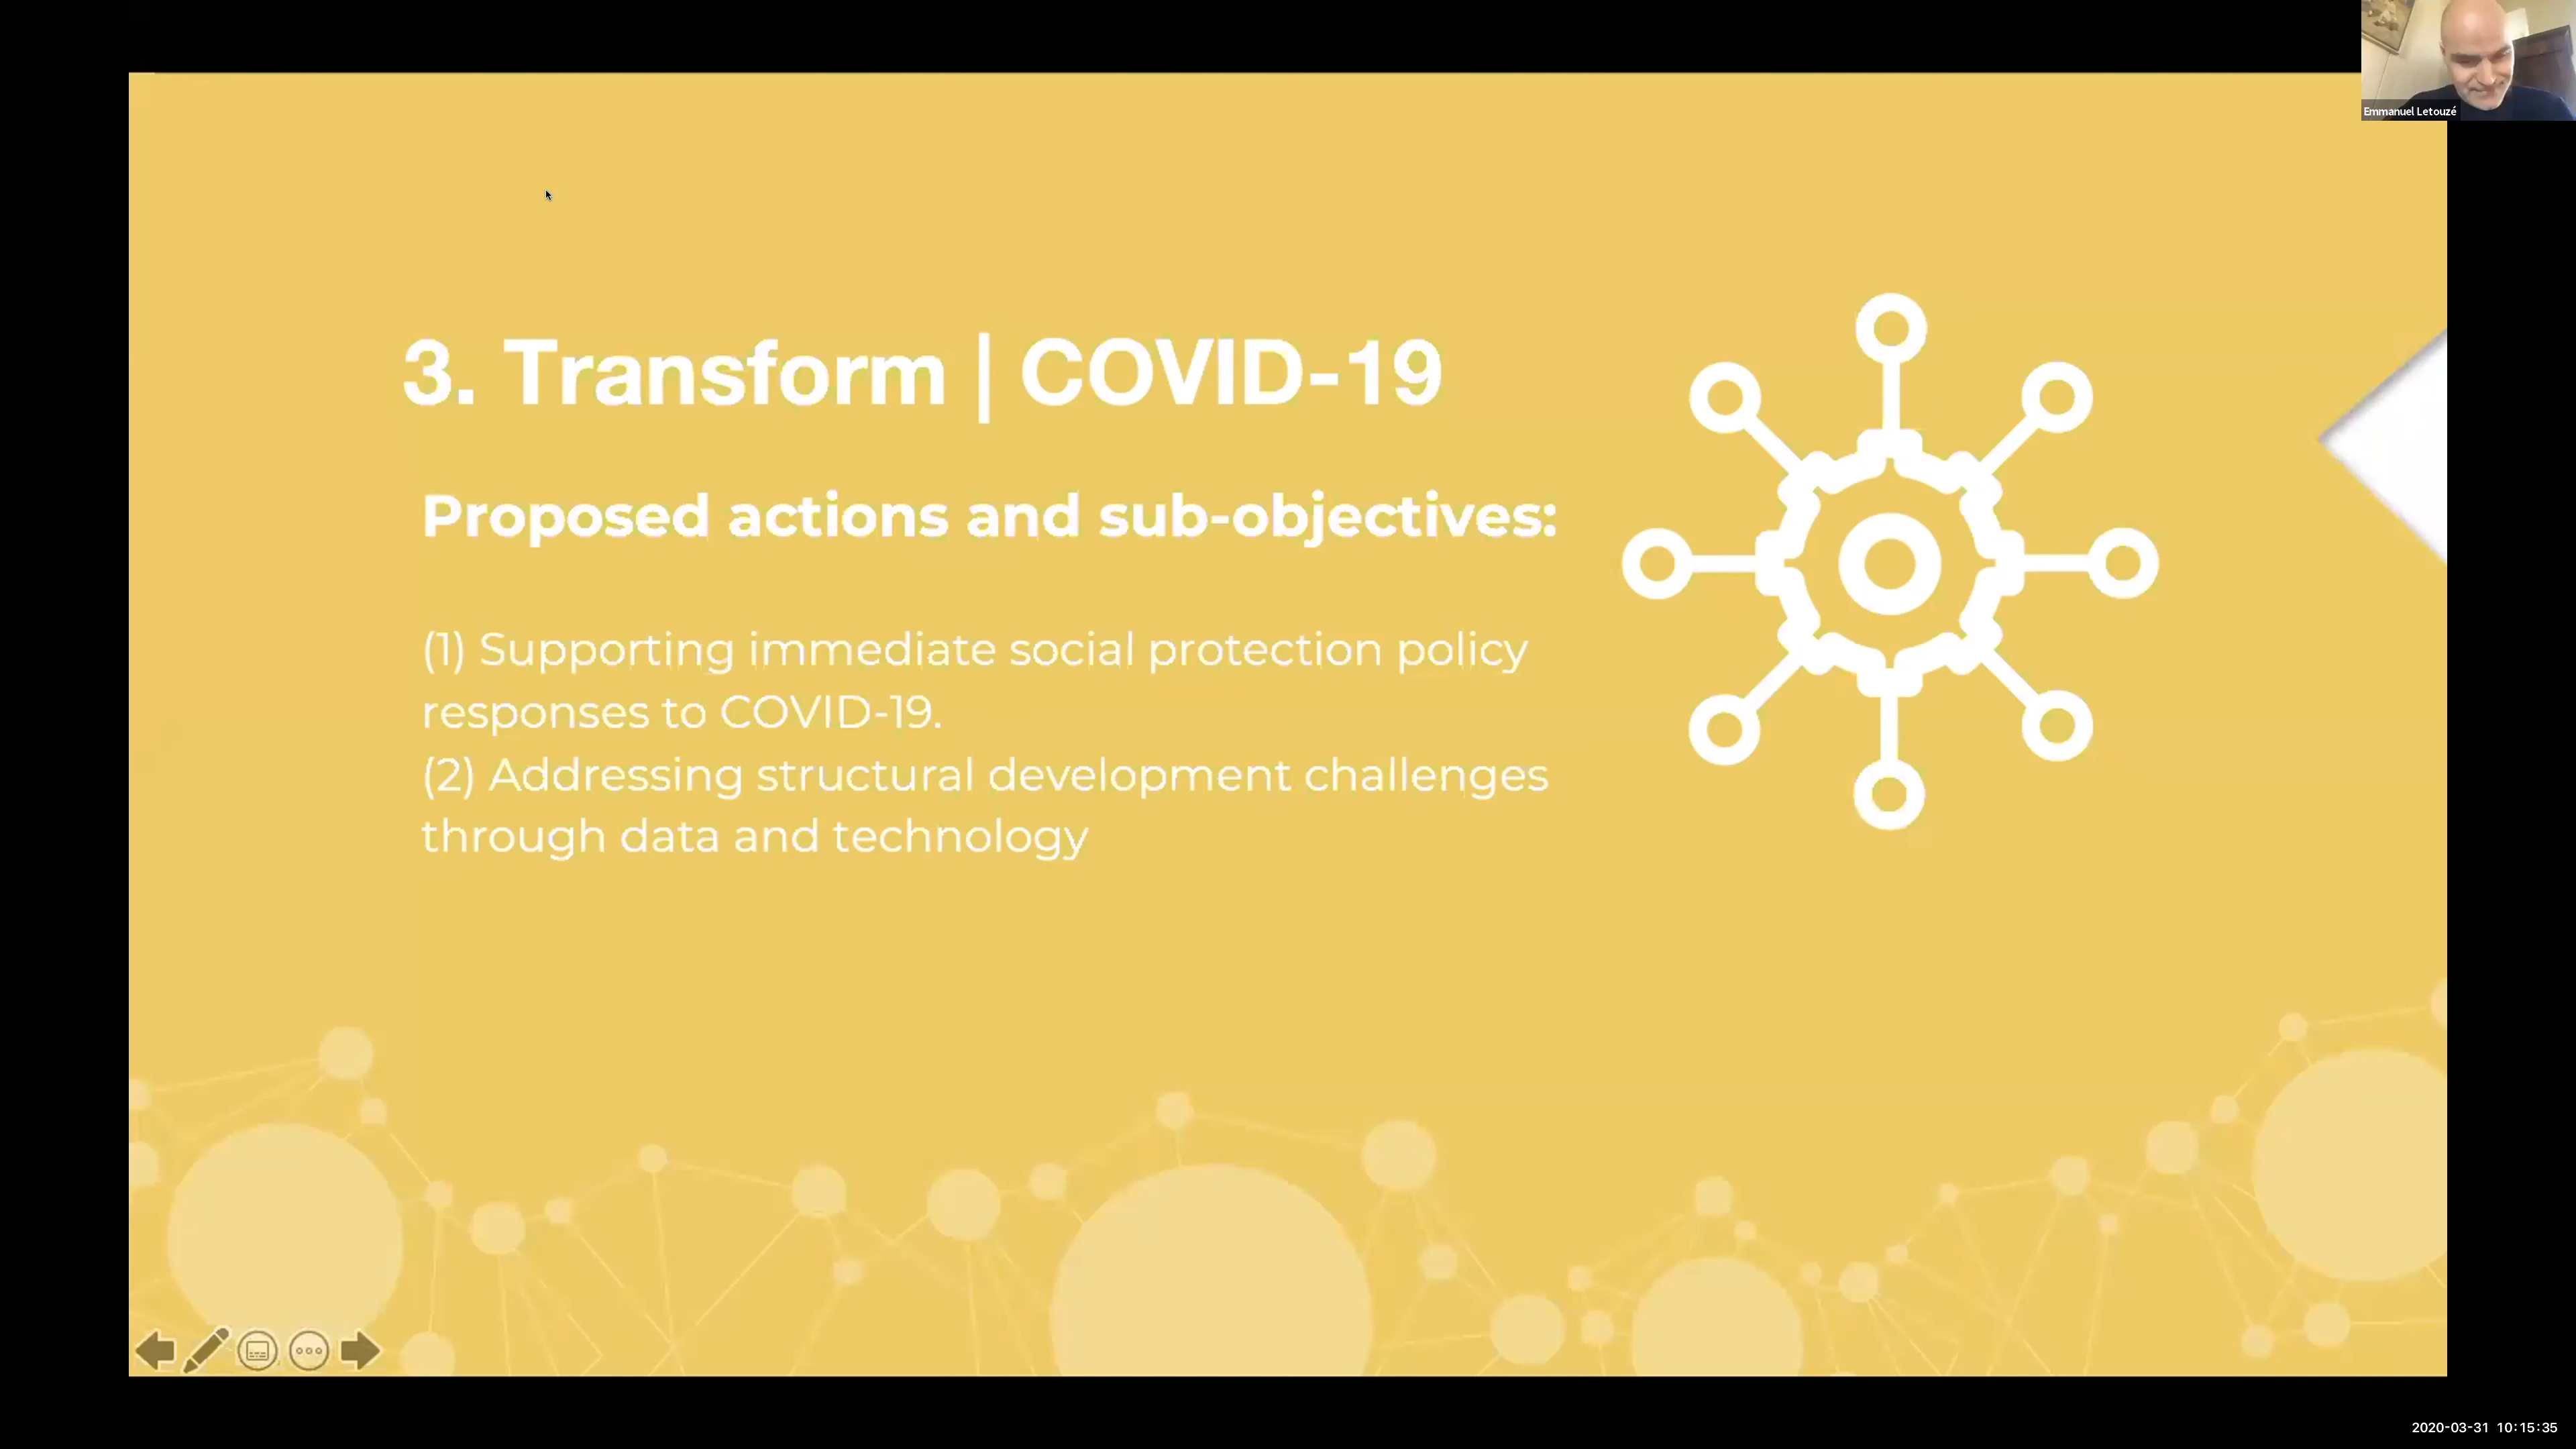 Emmanuel Letouzé
3. Transform | COVID-19
Proposed actions and sub-objectives:
(1) Supporting immediate social protection policy
responses to COVID-19.
(2) Addressing structural development challenges
through data and technology
2020-03-31 10:15:35